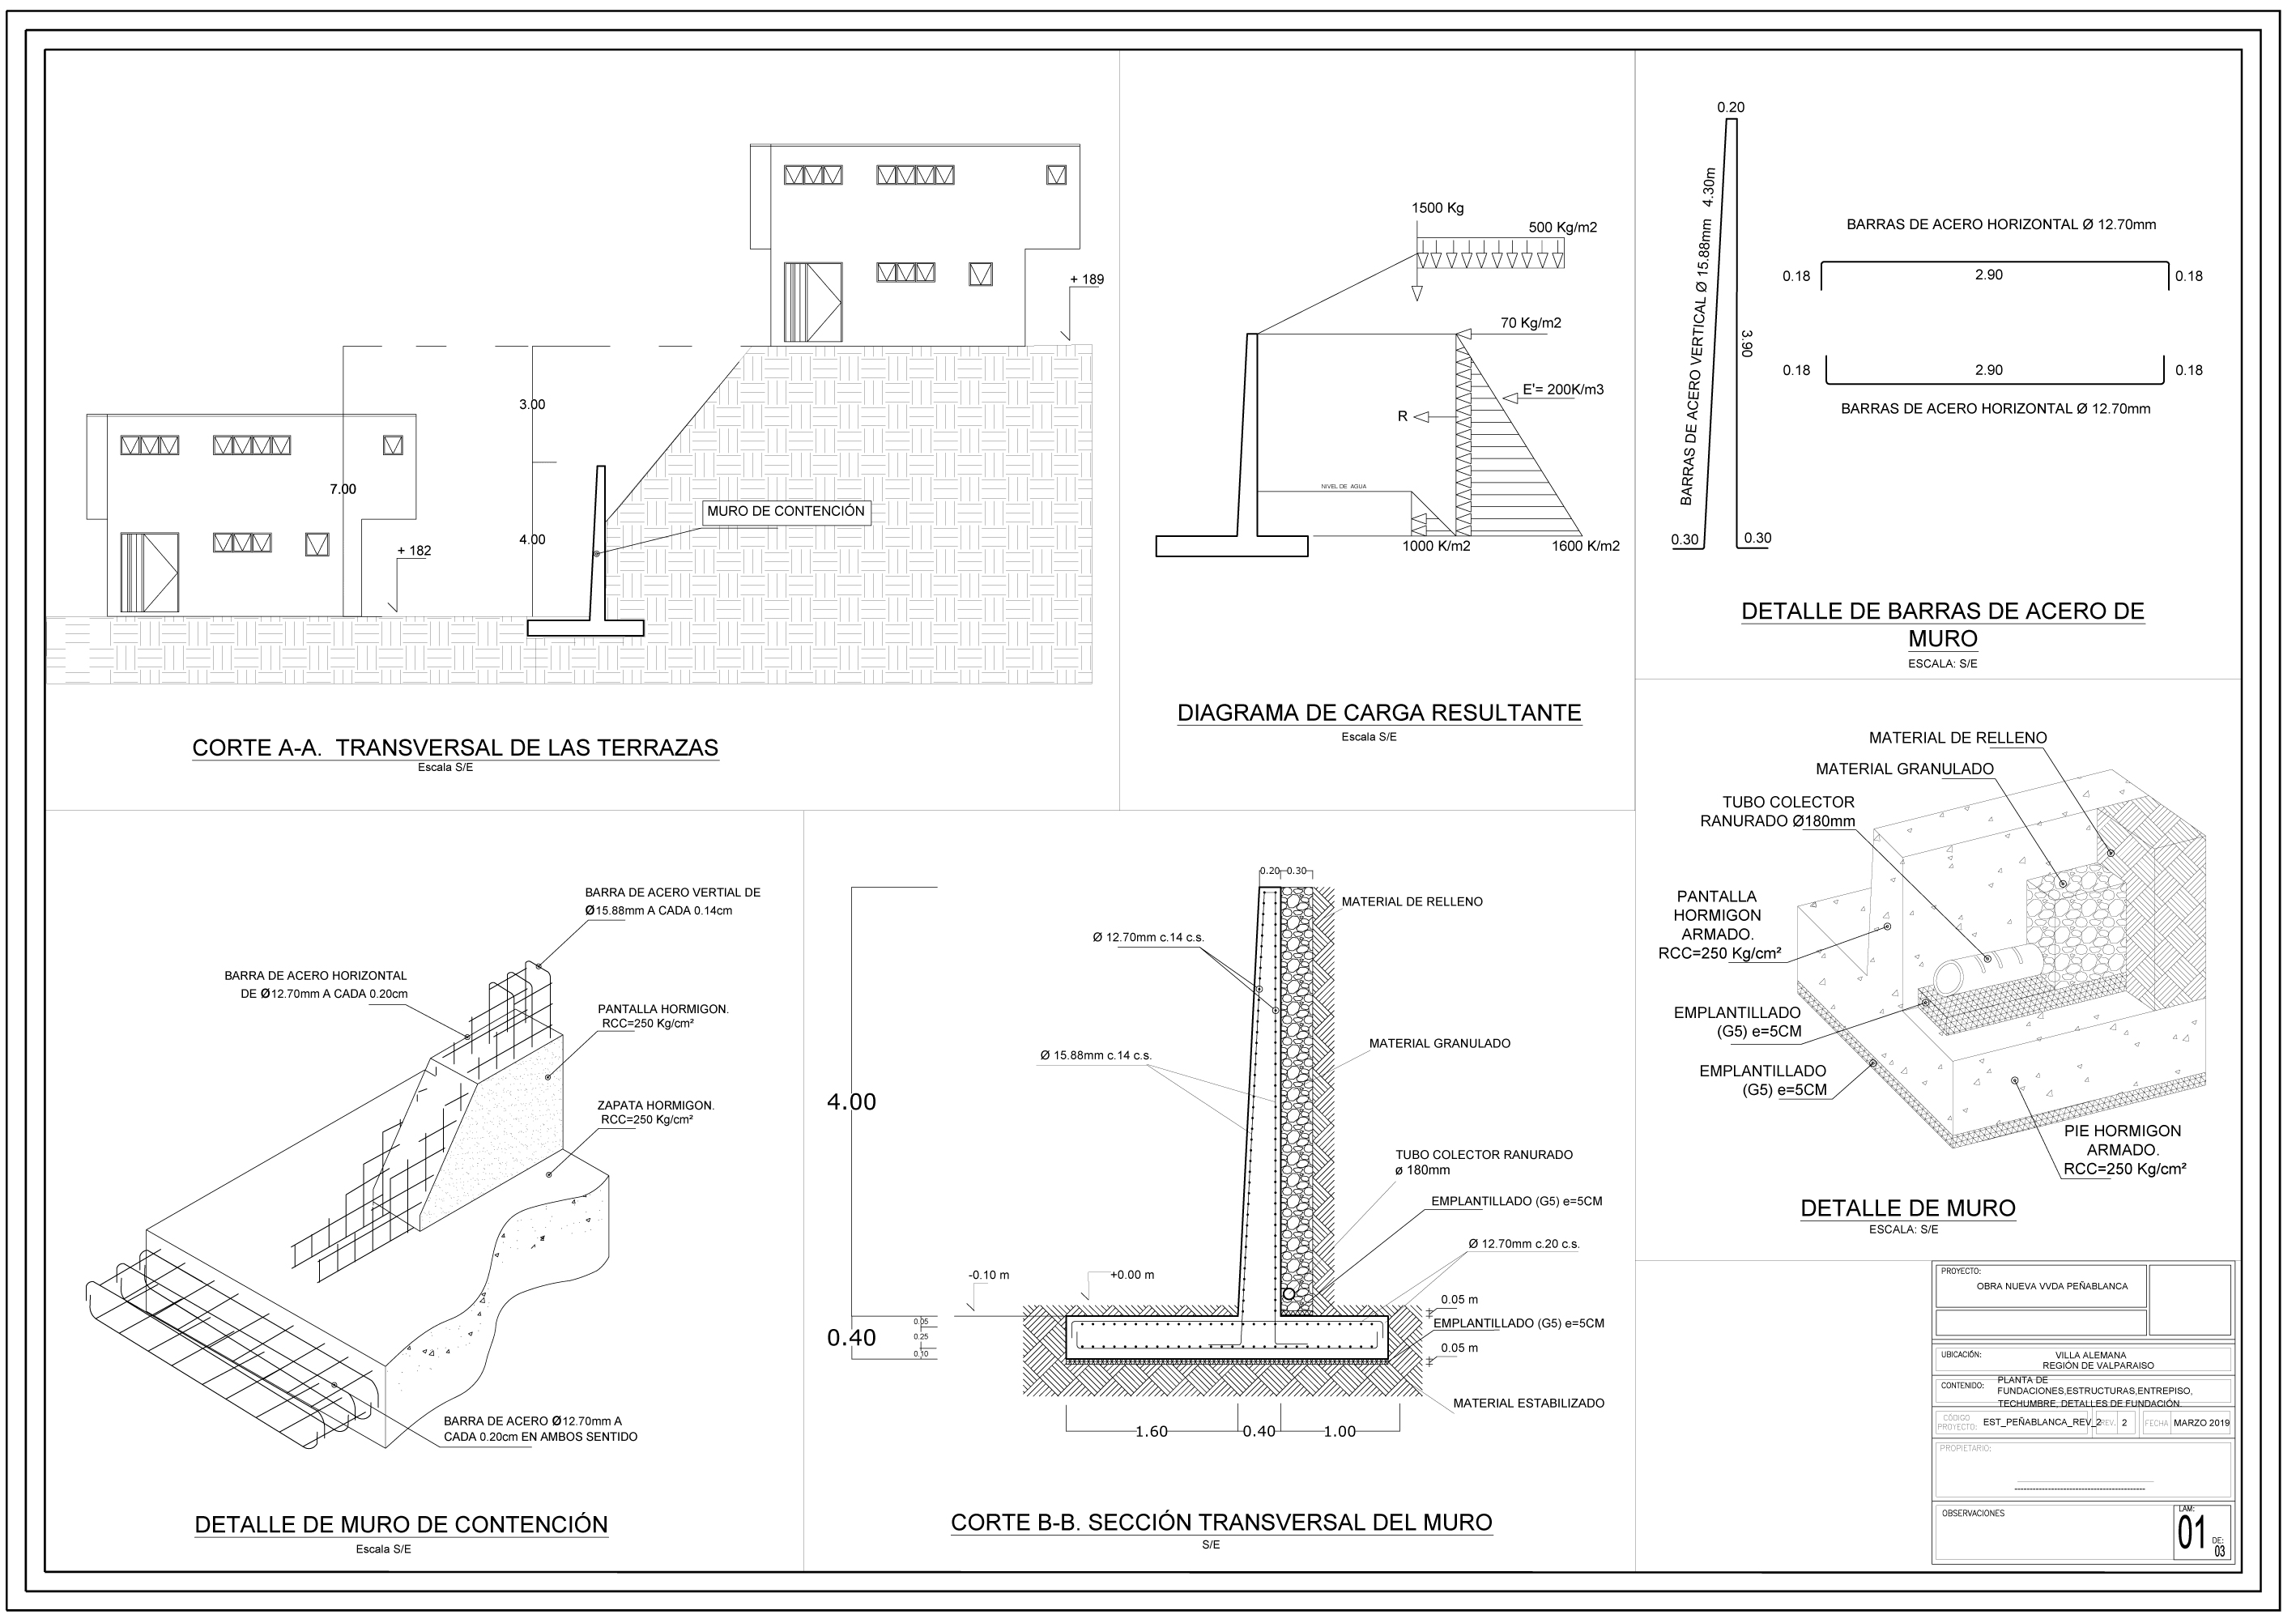 + 189
3.00
7.00
MURO DE CONTENCIÓN
4.00
+ 182
CORTE A-A.  TRANSVERSAL DE LAS TERRAZAS
Escala S/E
1500 Kg
500 Kg/m2
70 Kg/m2
E'= 200K/m3
R
NIVEL DE  AGUA
1000 K/m2
1600 K/m2
DIAGRAMA DE CARGA RESULTANTE
Escala S/E
0.20
BARRAS DE ACERO VERTICAL Ø 15.88mm  4.30m
3.90
0.30
0.30
BARRAS DE ACERO HORIZONTAL Ø 12.70mm
0.18
2.90
0.18
0.18
2.90
0.18
BARRAS DE ACERO HORIZONTAL Ø 12.70mm
DETALLE DE BARRAS DE ACERO DE
MURO
ESCALA: S/E
BARRA DE ACERO VERTIAL DE
Ø15.88mm A CADA 0.14cm
BARRA DE ACERO HORIZONTAL
DE Ø12.70mm A CADA 0.20cm
PANTALLA HORMIGON.
RCC=250 Kg/cm²
ZAPATA HORMIGON.
RCC=250 Kg/cm²
BARRA DE ACERO Ø12.70mm A
CADA 0.20cm EN AMBOS SENTIDO
DETALLE DE MURO DE CONTENCIÓN
Escala S/E
0.20
0.30
MATERIAL DE RELLENO
Ø 12.70mm c.14 c.s.
MATERIAL GRANULADO
Ø 15.88mm c.14 c.s.
4.00
TUBO COLECTOR RANURADO
ø 180mm
EMPLANTILLADO (G5) e=5CM
Ø 12.70mm c.20 c.s.
-0.10 m
+0.00 m
0.05 m
0.40
0.05
0.25
0.10
EMPLANTILLADO (G5) e=5CM
0.05 m
MATERIAL ESTABILIZADO
1.60
0.40
1.00
CORTE B-B. SECCIÓN TRANSVERSAL DEL MURO
S/E
MATERIAL DE RELLENO
MATERIAL GRANULADO
TUBO COLECTOR
RANURADO Ø180mm
PANTALLA
HORMIGON
ARMADO.
RCC=250 Kg/cm²
EMPLANTILLADO
(G5) e=5CM
EMPLANTILLADO
(G5) e=5CM
PIE HORMIGON
ARMADO.
RCC=250 Kg/cm²
DETALLE DE MURO
ESCALA: S/E
PROYECTO:
OBRA NUEVA VVDA PEÑABLANCA
UBICACIÓN:
VILLA ALEMANA
REGIÓN DE VALPARAISO
CONTENIDO:
PLANTA DE
FUNDACIONES,ESTRUCTURAS,ENTREPISO,
TECHUMBRE, DETALLES DE FUNDACIÓN.
CÓDIGO
PROYECTO:
EST_PEÑABLANCA_REV_2
REV.
2
FECHA
MARZO 2019
PROPIETARIO:
OBSERVACIONES
LAM:
01
DE:
03